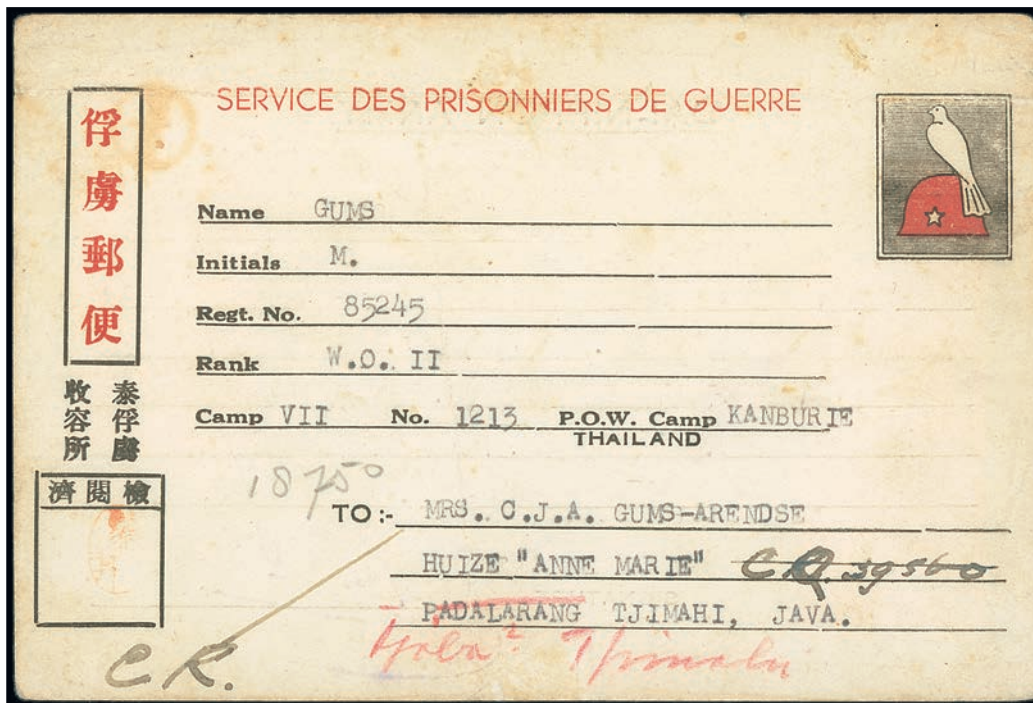 SERVICE DES PRISONNIERS DE GUERRE
俘虜郵便
泰俘虜
收容所
濟閱檢
Name GUMS
Initials M.
Regt. No. 85245
Rank W.O. II
Camp VII No. 1213 P.O.W. Camp KANBURIE
THAILAND
18750
TO :- MRS. C.J.A. GUMS-ARENDSE
HUIZE "ANNE MARIE" C.R. 39560
PADALARANG TJIMAHI, JAVA.
C.R. Tjimahi